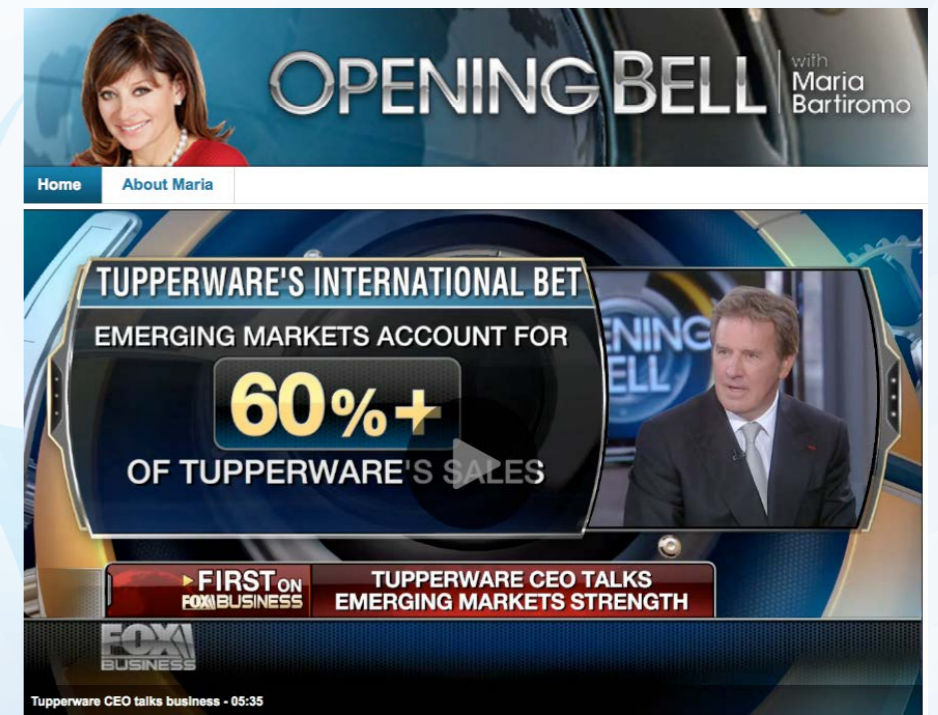 OPENING BELL
with
Maria
Bartiromo
Home About Maria
TUPPERWARE'S INTERNATIONAL BET
EMERGING MARKETS ACCOUNT FOR
60%+
OF TUPPERWARE'S SALES
ENING
ELL
FIRST ON
FOX BUSINESS
TUPPERWARE CEO TALKS
EMERGING MARKETS STRENGTH
FOX
BUSINESS
Tupperware CEO talks business - 05:35